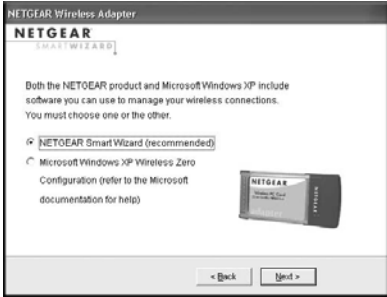 NETGEAR Wireless Adapter
NETGEAR
SMARTWIZARD
Both the NETGEAR product and Microsoft Windows XP include
software you can use to manage your wireless connections.
You must choose one or the other.
NETGEAR Smart Wizard (recommended)
Microsoft Windows XP Wireless Zero
Configuration (refer to the Microsoft
documentation for help)
NETGEAR
NETGEAR
< Back
Next >